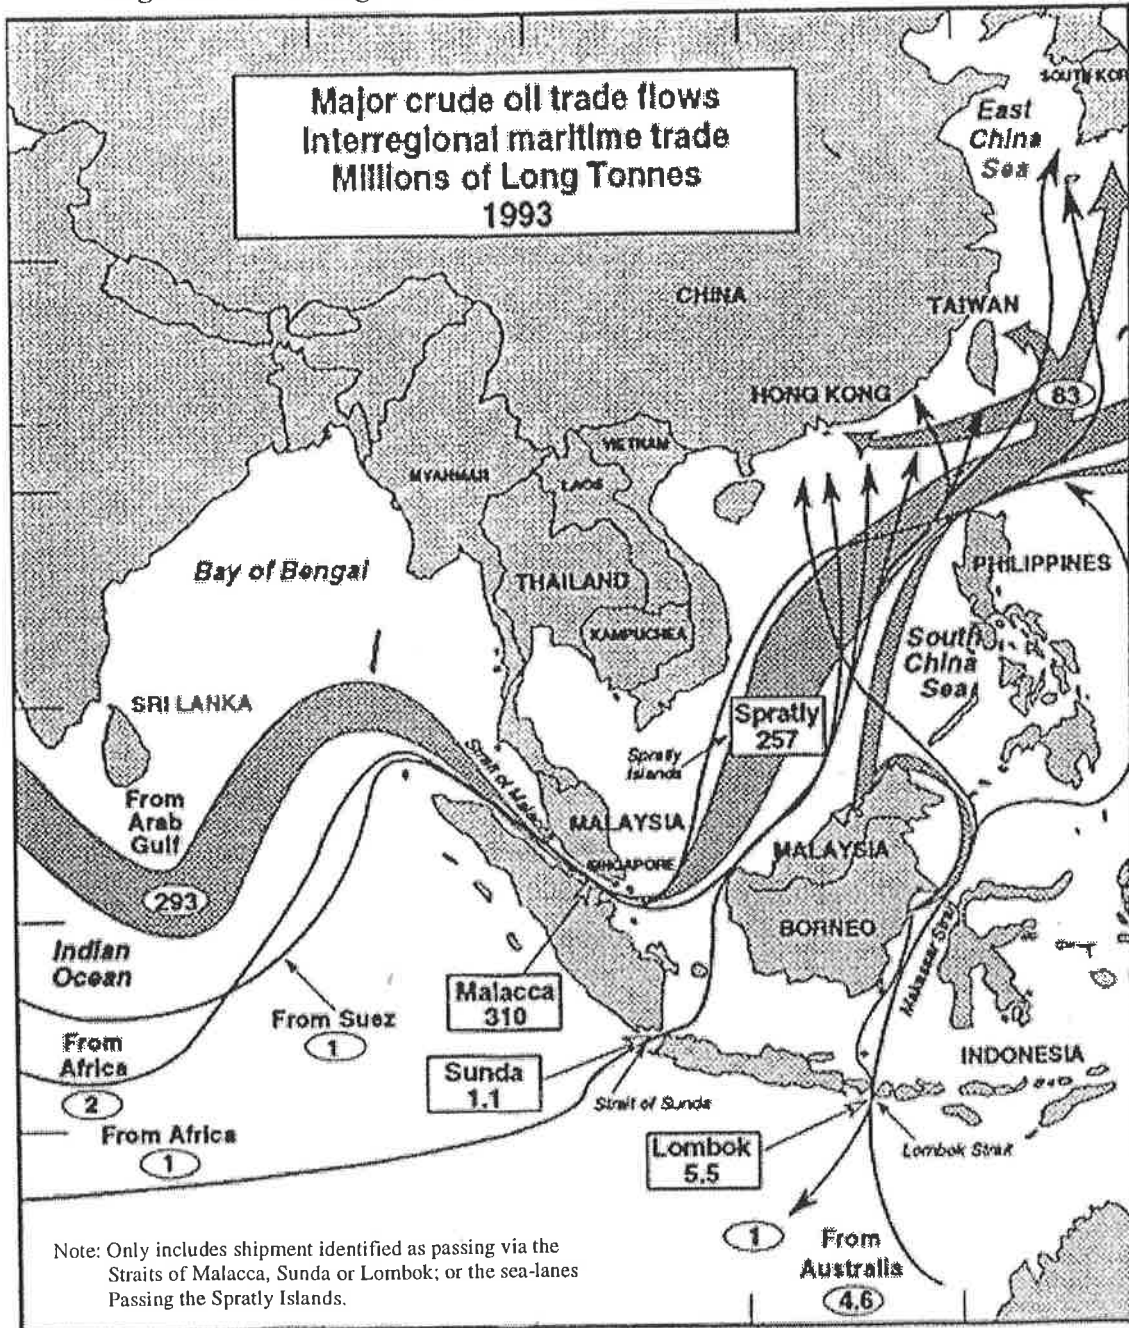 Major crude oil trade flows
Interregional maritime trade
Millions of Long Tonnes
1993
SOUTH KOR
East
China
Sea
CHINA
TAIWAN
HONG KONG
83
VIETNAM
MYANMAR
LAOS
Bay of Bengal
THAILAND
PHILIPPINES
KAMPUCHEA
South
China
Sea
SRI LANKA
Spratly
257
Spratly
Islands
Strait of Malacca
From
Arab
Gulf
MALAYSIA
SINGAPORE
MALAYSIA
293
BORNEO
Makassar Strait
Indian
Ocean
Malacca
310
From Suez
1
From
Africa
2
Sunda
1.1
Strait of Sunda
INDONESIA
From Africa
1
Lombok
5.5
Lombok Strait
1
From
Australia
4.6
Note: Only includes shipment identified as passing via the
Straits of Malacca, Sunda or Lombok; or the sea-lanes
Passing the Spratly Islands.